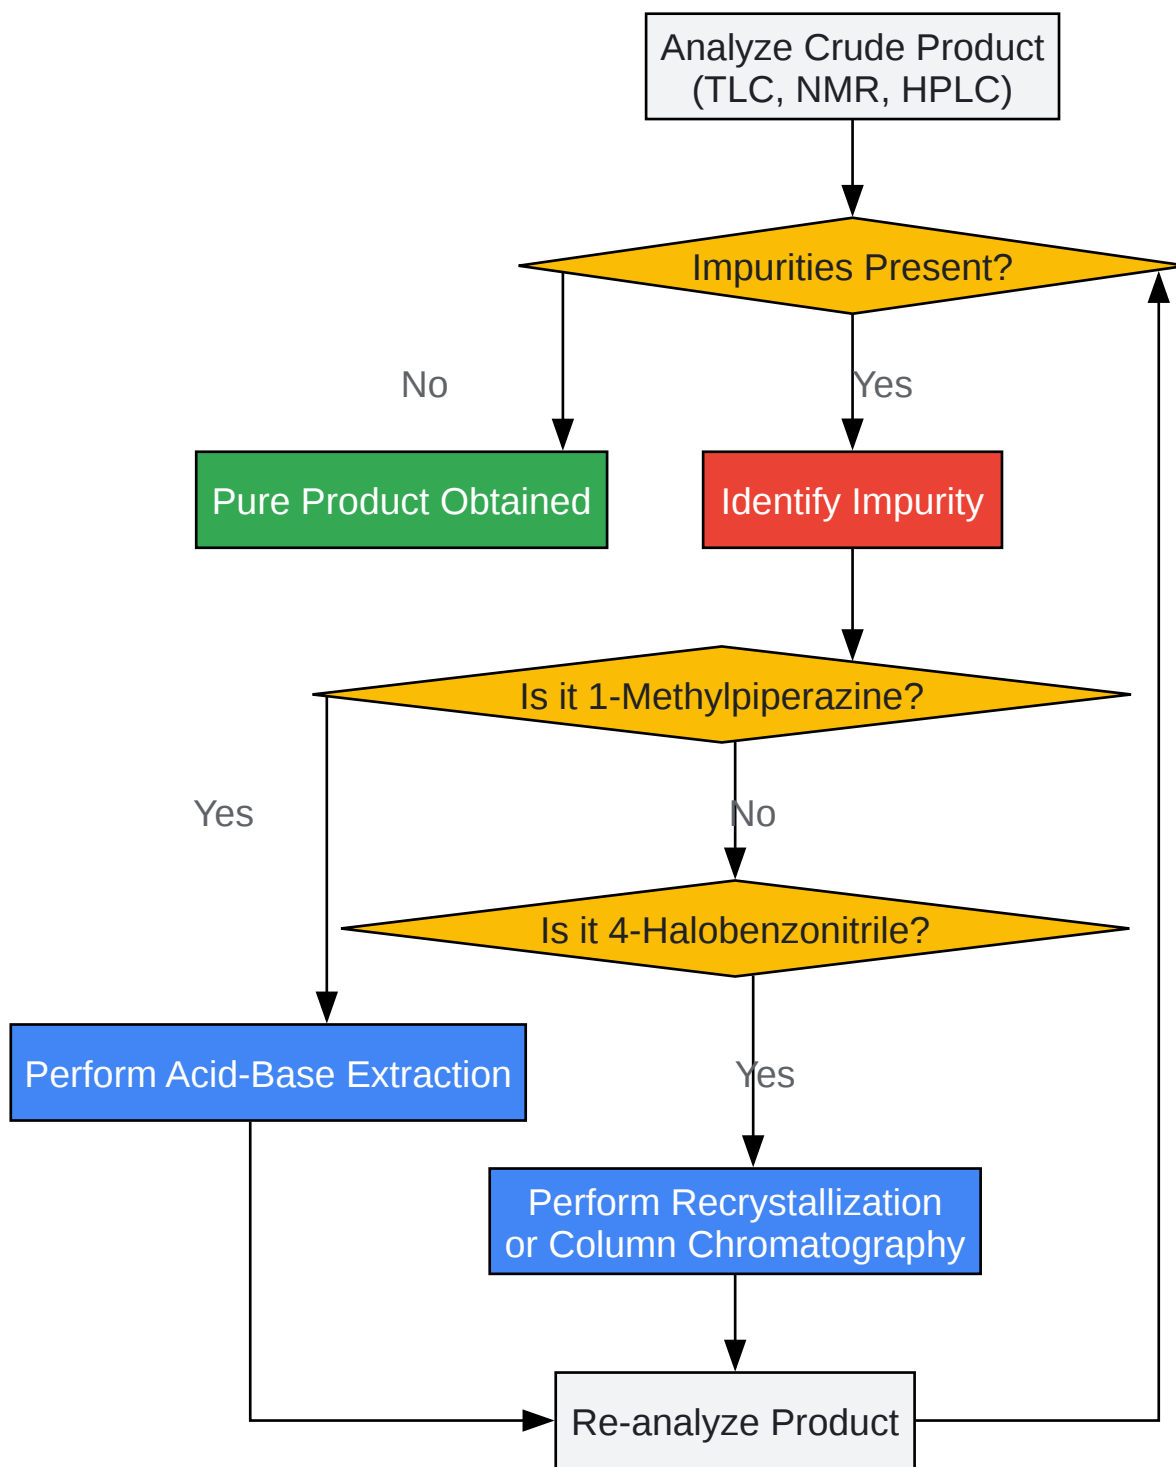 Analyze Crude Product
(TLC, NMR, HPLC)
Impurities Present?
No
Yes
Pure Product Obtained
Identify Impurity
Is it 1-Methylpiperazine?
Yes
No
Is it 4-Halobenzonitrile?
Perform Acid-Base Extraction
Yes
Perform Recrystallization
or Column Chromatography
Re-analyze Product